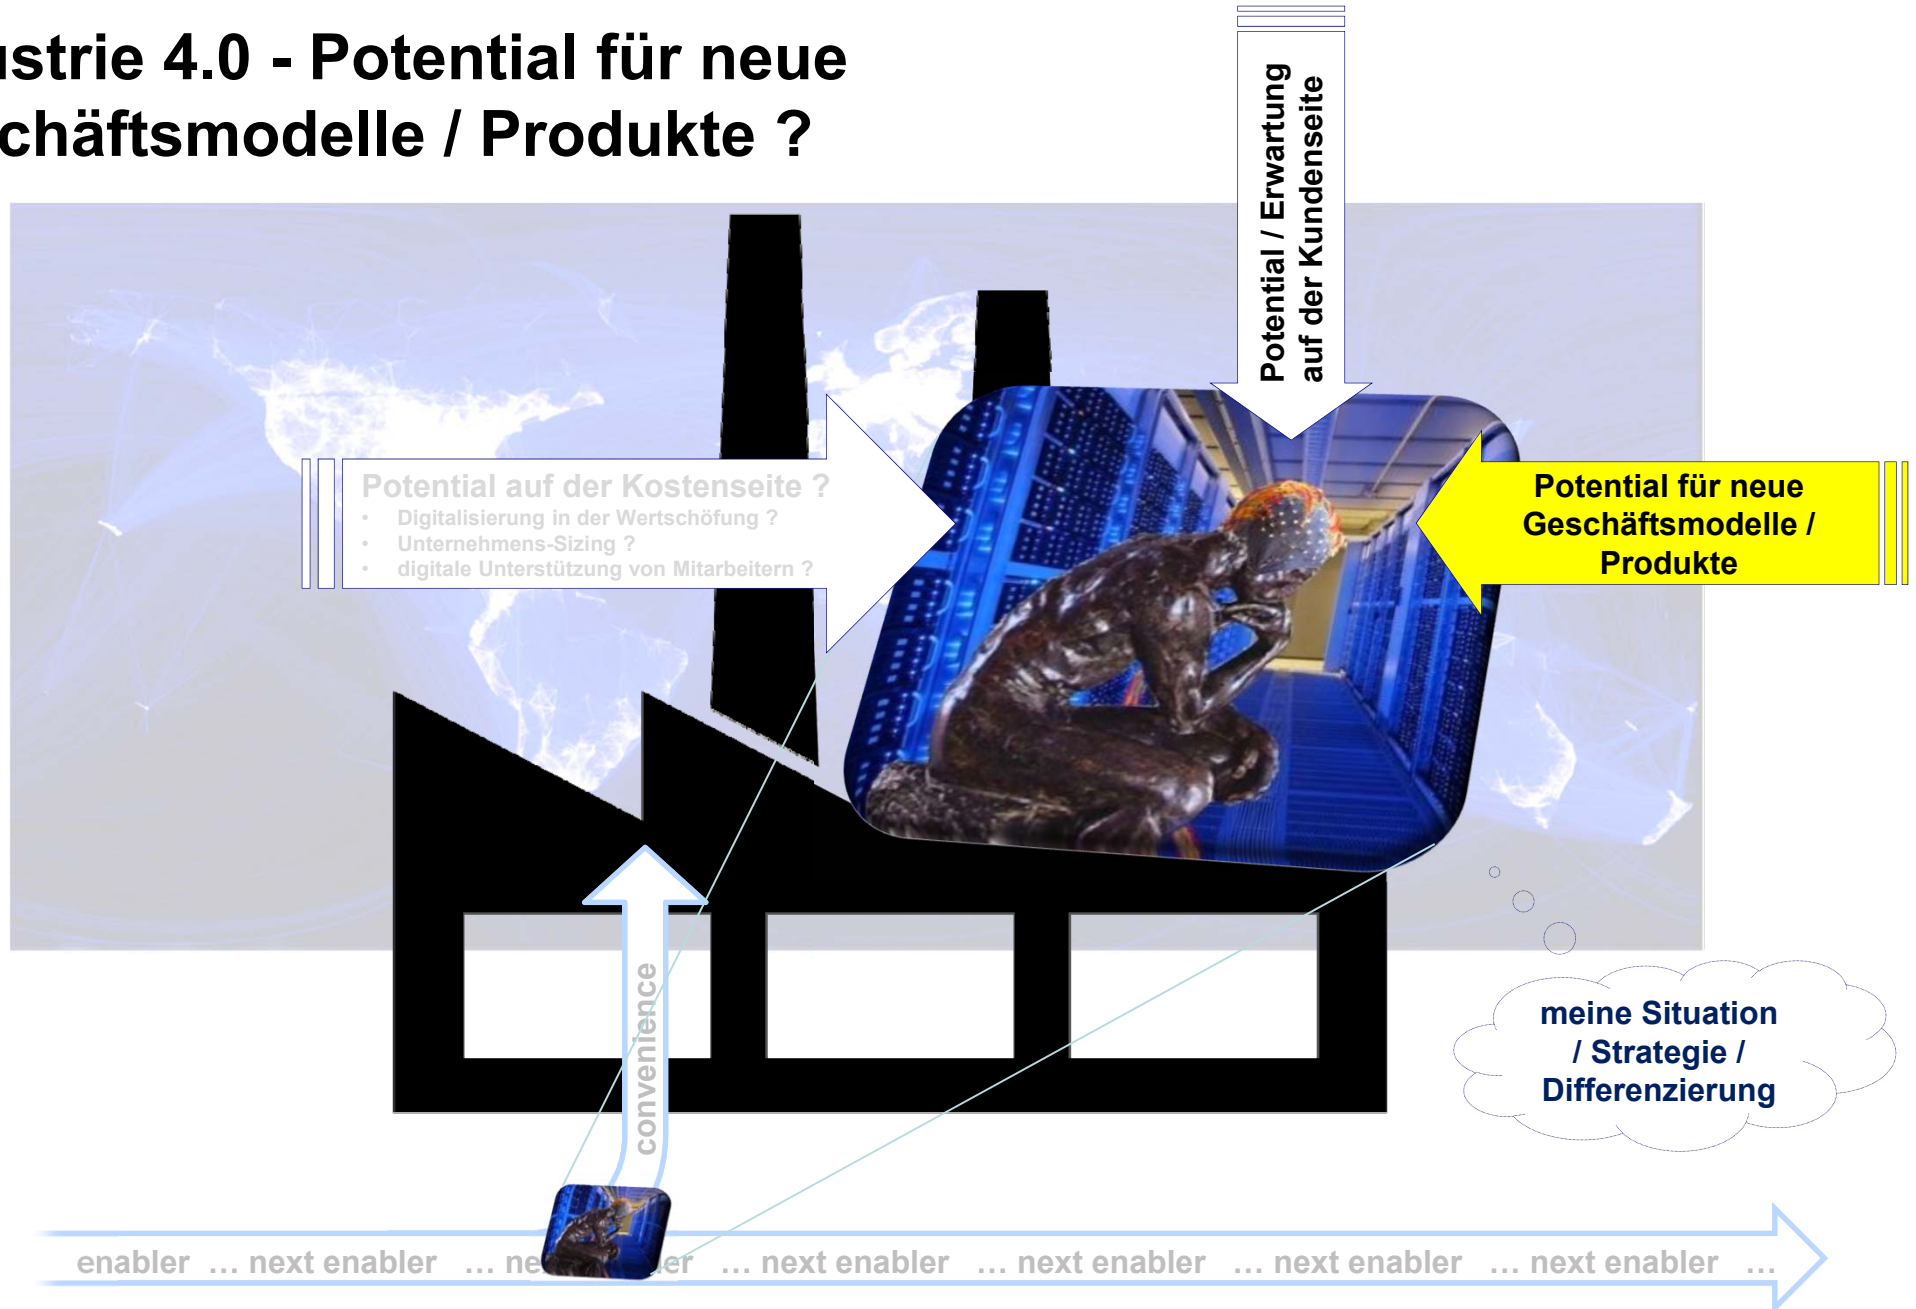 ustrie 4.0 - Potential für neue
chäftsmodelle / Produkte ?
Potential / Erwartung
auf der Kundenseite
Potential auf der Kostenseite ?
• Digitalisierung in der Wertschöfung ?
• Unternehmens-Sizing ?
• digitale Unterstützung von Mitarbeitern ?
Potential für neue
Geschäftsmodelle /
Produkte
meine Situation
/ Strategie /
Differenzierung
convenience
enabler … next enabler … ne er … next enabler … next enabler … next enabler … next enabler …